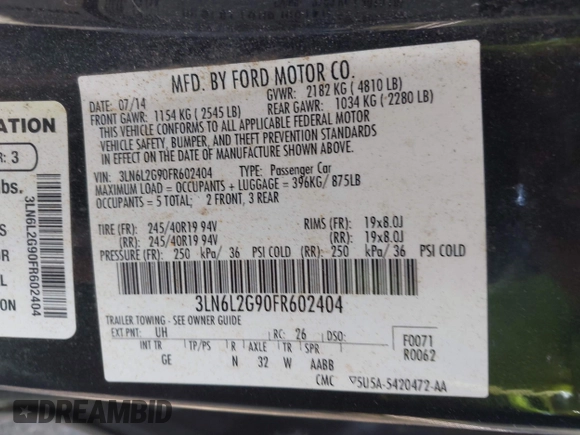 MFD. BY FORD MOTOR CO.
DATE: 07/14 GVWR: 2182 KG ( 4810 LB)
FRONT GAWR: 1154 KG ( 2545 LB) REAR GAWR: 1034 KG ( 2280 LB)
THIS VEHICLE CONFORMS TO ALL APPLICABLE FEDERAL MOTOR
VEHICLE SAFETY, BUMPER, AND THEFT PREVENTION STANDARDS
IN EFFECT ON THE DATE OF MANUFACTURE SHOWN ABOVE.
VIN: 3LN6L2G90FR602404 TYPE: Passenger Car
MAXIMUM LOAD = OCCUPANTS + LUGGAGE = 396KG/ 875LB
OCCUPANTS = 5 TOTAL; 2 FRONT, 3 REAR
TIRE (FR): 245/40R19 94V RIMS (FR): 19x8.0J
(RR): 245/40R19 94V (RR): 19x8.0J
PRESSURE (FR): 250 kPa/ 36 PSI COLD (RR): 250 kPa/ 36 PSI COLD
3LN6L2G90FR602404
TRAILER TOWING - SEE OWNER GUIDE
EXT PNT: UH RC: 26 DSO:
F0071
R0062
INT TR TP/PS R AXLE TR SPR
GE N 32 W AABB
CMC 5U5A-5420472-AA
ATION
R: 3
lbs.
3LN6L2G90FR602404
DREAMBID